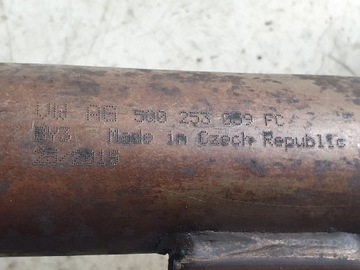 VW AG 5Q0 253 059 FC
Made in Czech Republic